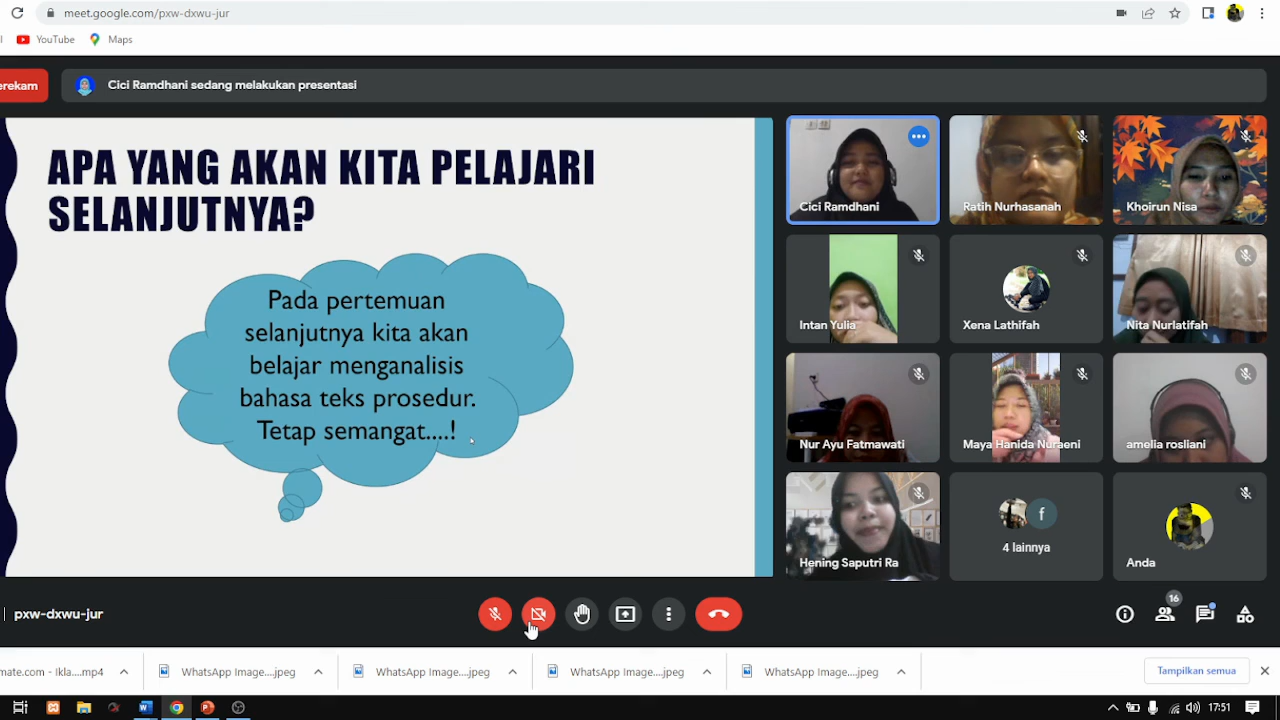 meet.google.com/pxw-dxwu-jur
YouTube
Maps
erekam
Cici Ramdhani sedang melakukan presentasi
APA YANG AKAN KITA PELAJARI
SELANJUTNYA?
Pada pertemuan
selanjutnya kita akan
belajar menganalisis
bahasa teks prosedur.
Tetap semangat....!
Cici Ramdhani
Ratih Nurhasanah
Khoirun Nisa
Intan Yulia
Xena Lathifah
Nita Nurlatifah
Nur Ayu Fatmawati
Maya Hanida Nuraeni
amelia rosliani
Hening Saputri Ra
f
4 lainnya
Anda
pxw-dxwu-jur
16
mate.com - Ikla....mp4
WhatsApp Image....jpeg
WhatsApp Image....jpeg
WhatsApp Image....jpeg
WhatsApp Image....jpeg
Tampilkan semua
17:51